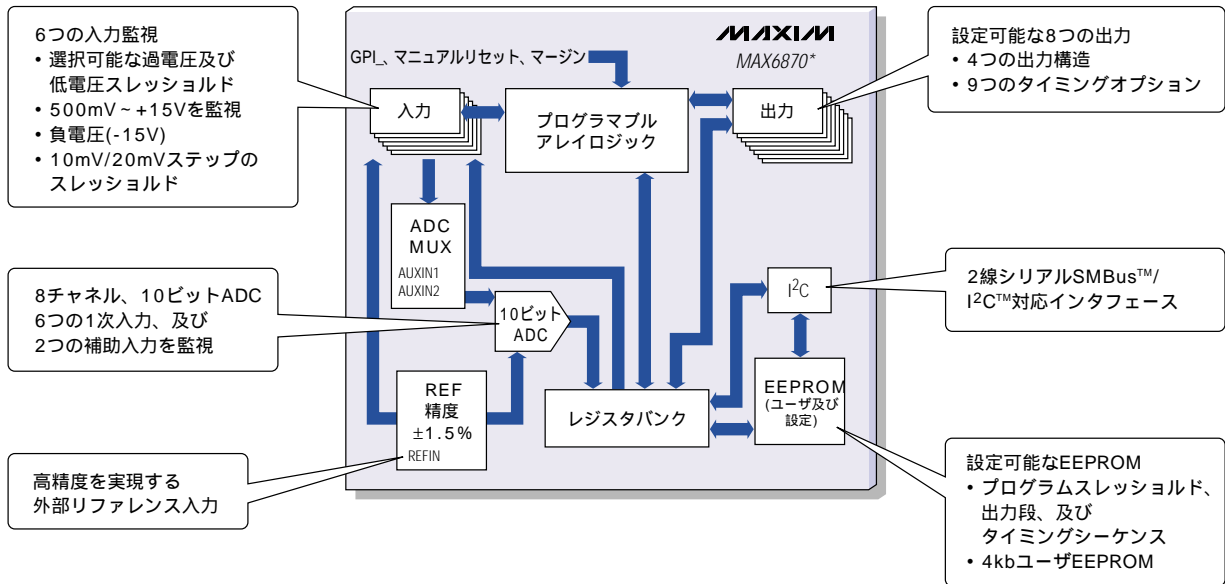 6つの入力監視
• 選択可能な過電圧及び
低電圧スレッショルド
• 500mV~+15Vを監視
• 負電圧(-15V)
• 10mV/20mVステップの
スレッショルド
MAXIM
MAX6870*
GPI_、マニュアルリセット、マージン
入力
プログラマブル
アレイロジック
出力
設定可能な8つの出力
• 4つの出力構造
• 9つのタイミングオプション
ADC
MUX
AUXIN1
AUXIN2
8チャネル、10ビットADC
6つの1次入力、及び
2つの補助入力を監視
10ビット
ADC
I²C
2線シリアルSMBus™/
I²C™対応インタフェース
REF
精度
±1.5%
REFIN
レジスタバンク
EEPROM
(ユーザ及び
設定)
高精度を実現する
外部リファレンス入力
設定可能なEEPROM
• プログラムスレッショルド、
出力段、及び
タイミングシーケンス
• 4kbユーザEEPROM